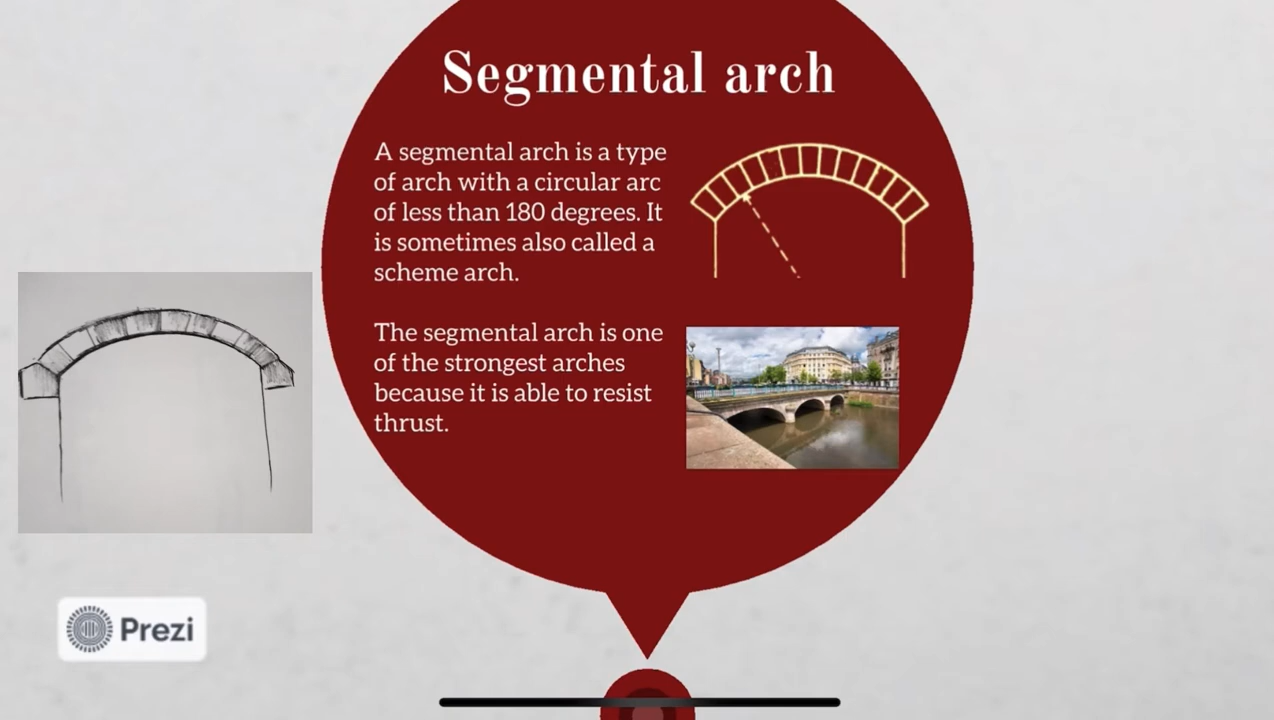 Segmental arch
A segmental arch is a type
of arch with a circular arc
of less than 180 degrees. It
is sometimes also called a
scheme arch.
The segmental arch is one
of the strongest arches
because it is able to resist
thrust.
Prezi